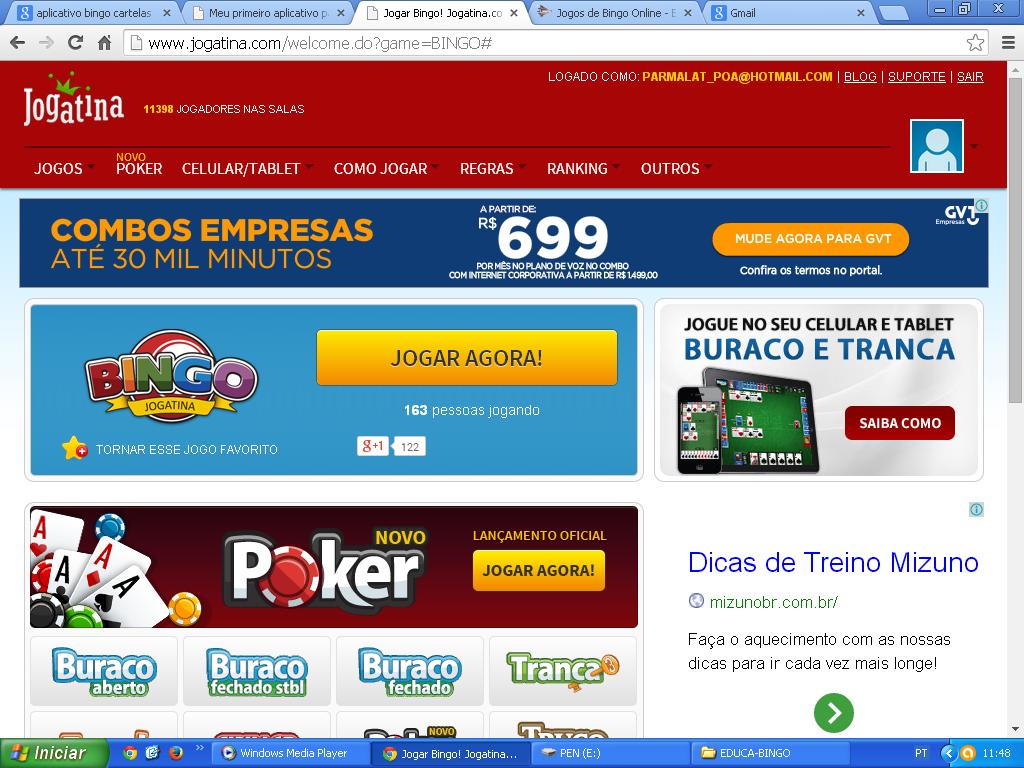 aplicativo bingo cartelas
Meu primeiro aplicativo p
Jogar Bingo! Jogatina.co
Jogos de Bingo Online - E
Gmail
www.jogatina.com/welcome.do?game=BINGO#
LOGADO COMO: PARMALAT_POA@HOTMAIL.COM | BLOG | SUPORTE | SAIR
Jogatina
11398 JOGADORES NAS SALAS
JOGOS
NOVO
POKER
CELULAR/TABLET
COMO JOGAR
REGRAS
RANKING
OUTROS
COMBOS EMPRESAS
ATÉ 30 MIL MINUTOS
A PARTIR DE:
R$ 699
POR MÊS NO PLANO DE VOZ NO COMBO
COM INTERNET CORPORATIVA A PARTIR DE R$ 1.499,00
MUDE AGORA PARA GVT
Confira os termos no portal.
GVT
Empresas
BINGO
JOGATINA
JOGAR AGORA!
163 pessoas jogando
TORNAR ESSE JOGO FAVORITO
g+1 122
JOGUE NO SEU CELULAR E TABLET
BURACO E TRANCA
SAIBA COMO
NOVO
Poker
LANÇAMENTO OFICIAL
JOGAR AGORA!
Dicas de Treino Mizuno
mizunobr.com.br/
Faça o aquecimento com as nossas
dicas para ir cada vez mais longe!
Buraco
aberto
Buraco
fechado stbl
Buraco
fechado
Tranca
NOVO
Iniciar
Windows Media Player
Jogar Bingo! Jogatina...
PEN (E:)
EDUCA-BINGO
PT
11:48